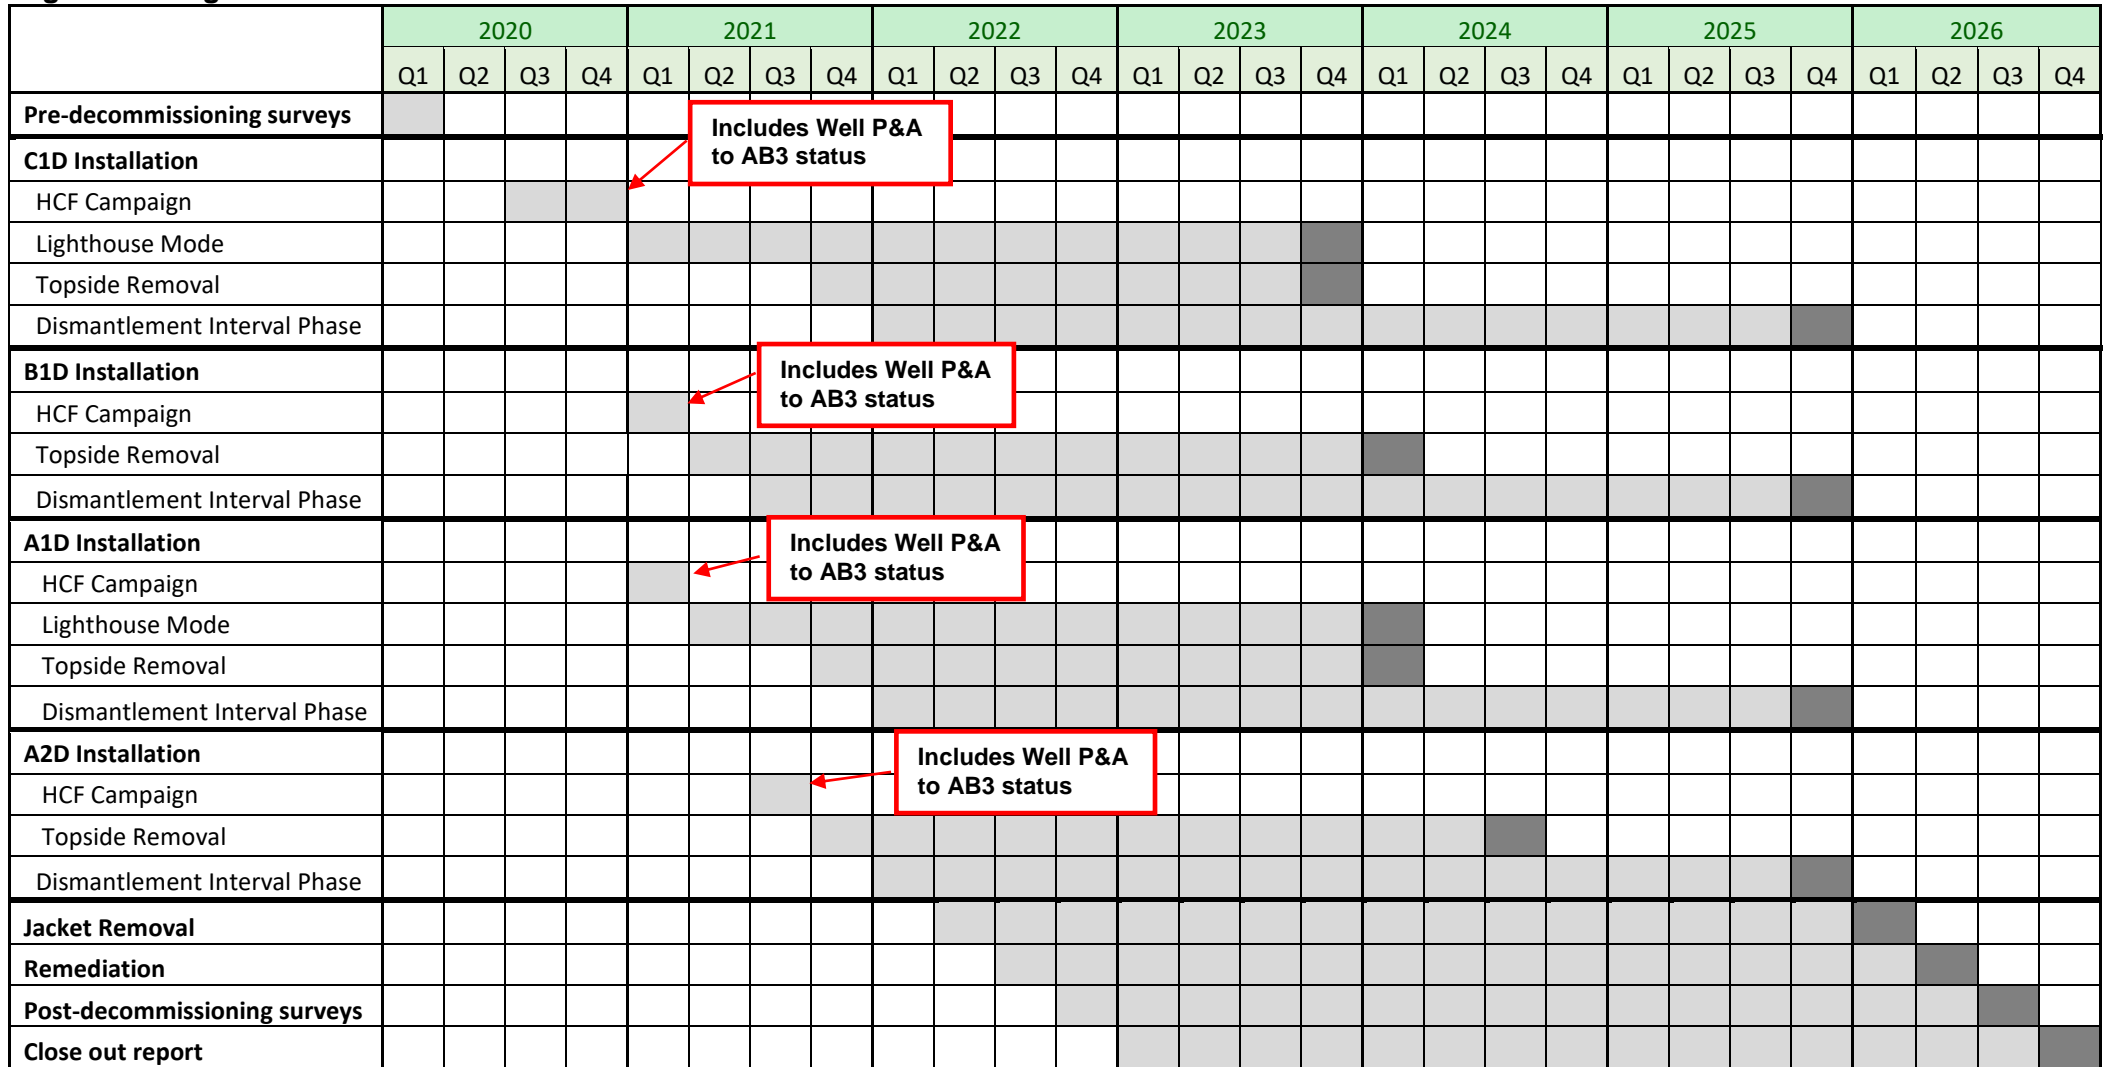 2020 2021 2022 2023 2024 2025 2026
Q1 Q2 Q3 Q4 Q1 Q2 Q3 Q4 Q1 Q2 Q3 Q4 Q1 Q2 Q3 Q4 Q1 Q2 Q3 Q4 Q1 Q2 Q3 Q4 Q1 Q2 Q3 Q4
Pre-decommissioning surveys
Includes Well P&A
to AB3 status
C1D Installation
HCF Campaign
Lighthouse Mode
Topside Removal
Dismantlement Interval Phase
B1D Installation
Includes Well P&A
to AB3 status
HCF Campaign
Topside Removal
Dismantlement Interval Phase
A1D Installation
Includes Well P&A
to AB3 status
HCF Campaign
Lighthouse Mode
Topside Removal
Dismantlement Interval Phase
A2D Installation
Includes Well P&A
to AB3 status
HCF Campaign
Topside Removal
Dismantlement Interval Phase
Jacket Removal
Remediation
Post-decommissioning surveys
Close out report